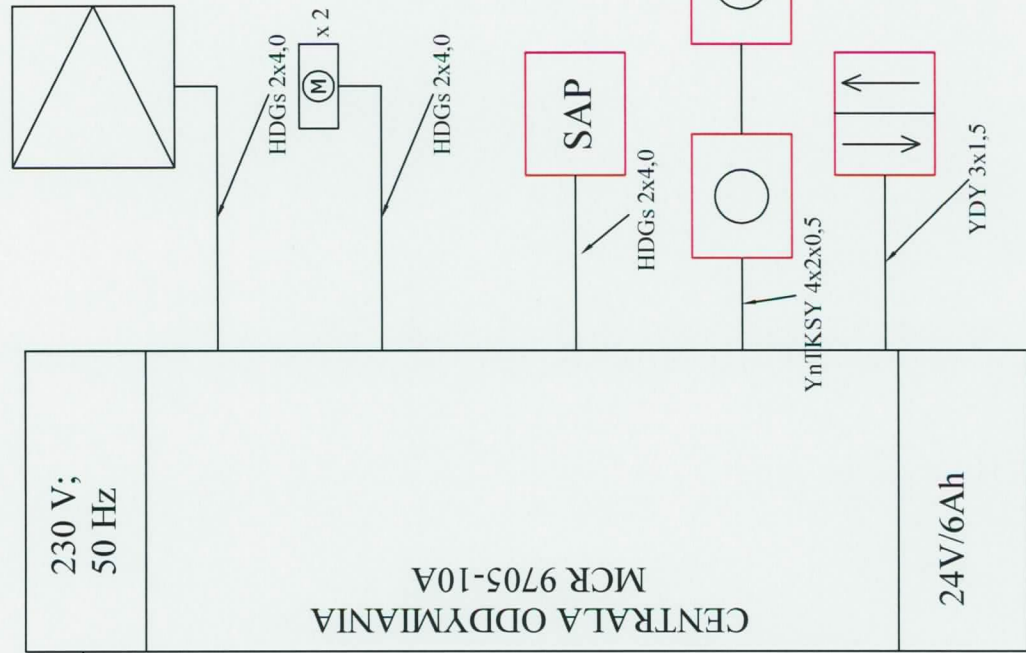 230 V;
50 Hz
CENTRALA ODDYMIANIA
MCR 9705-10A
24V/6Ah
HDGs 2x4,0
M
x 2
HDGs 2x4,0
SAP
HDGs 2x4,0
YnTKSY 4x2x0,5
YDY 3x1,5